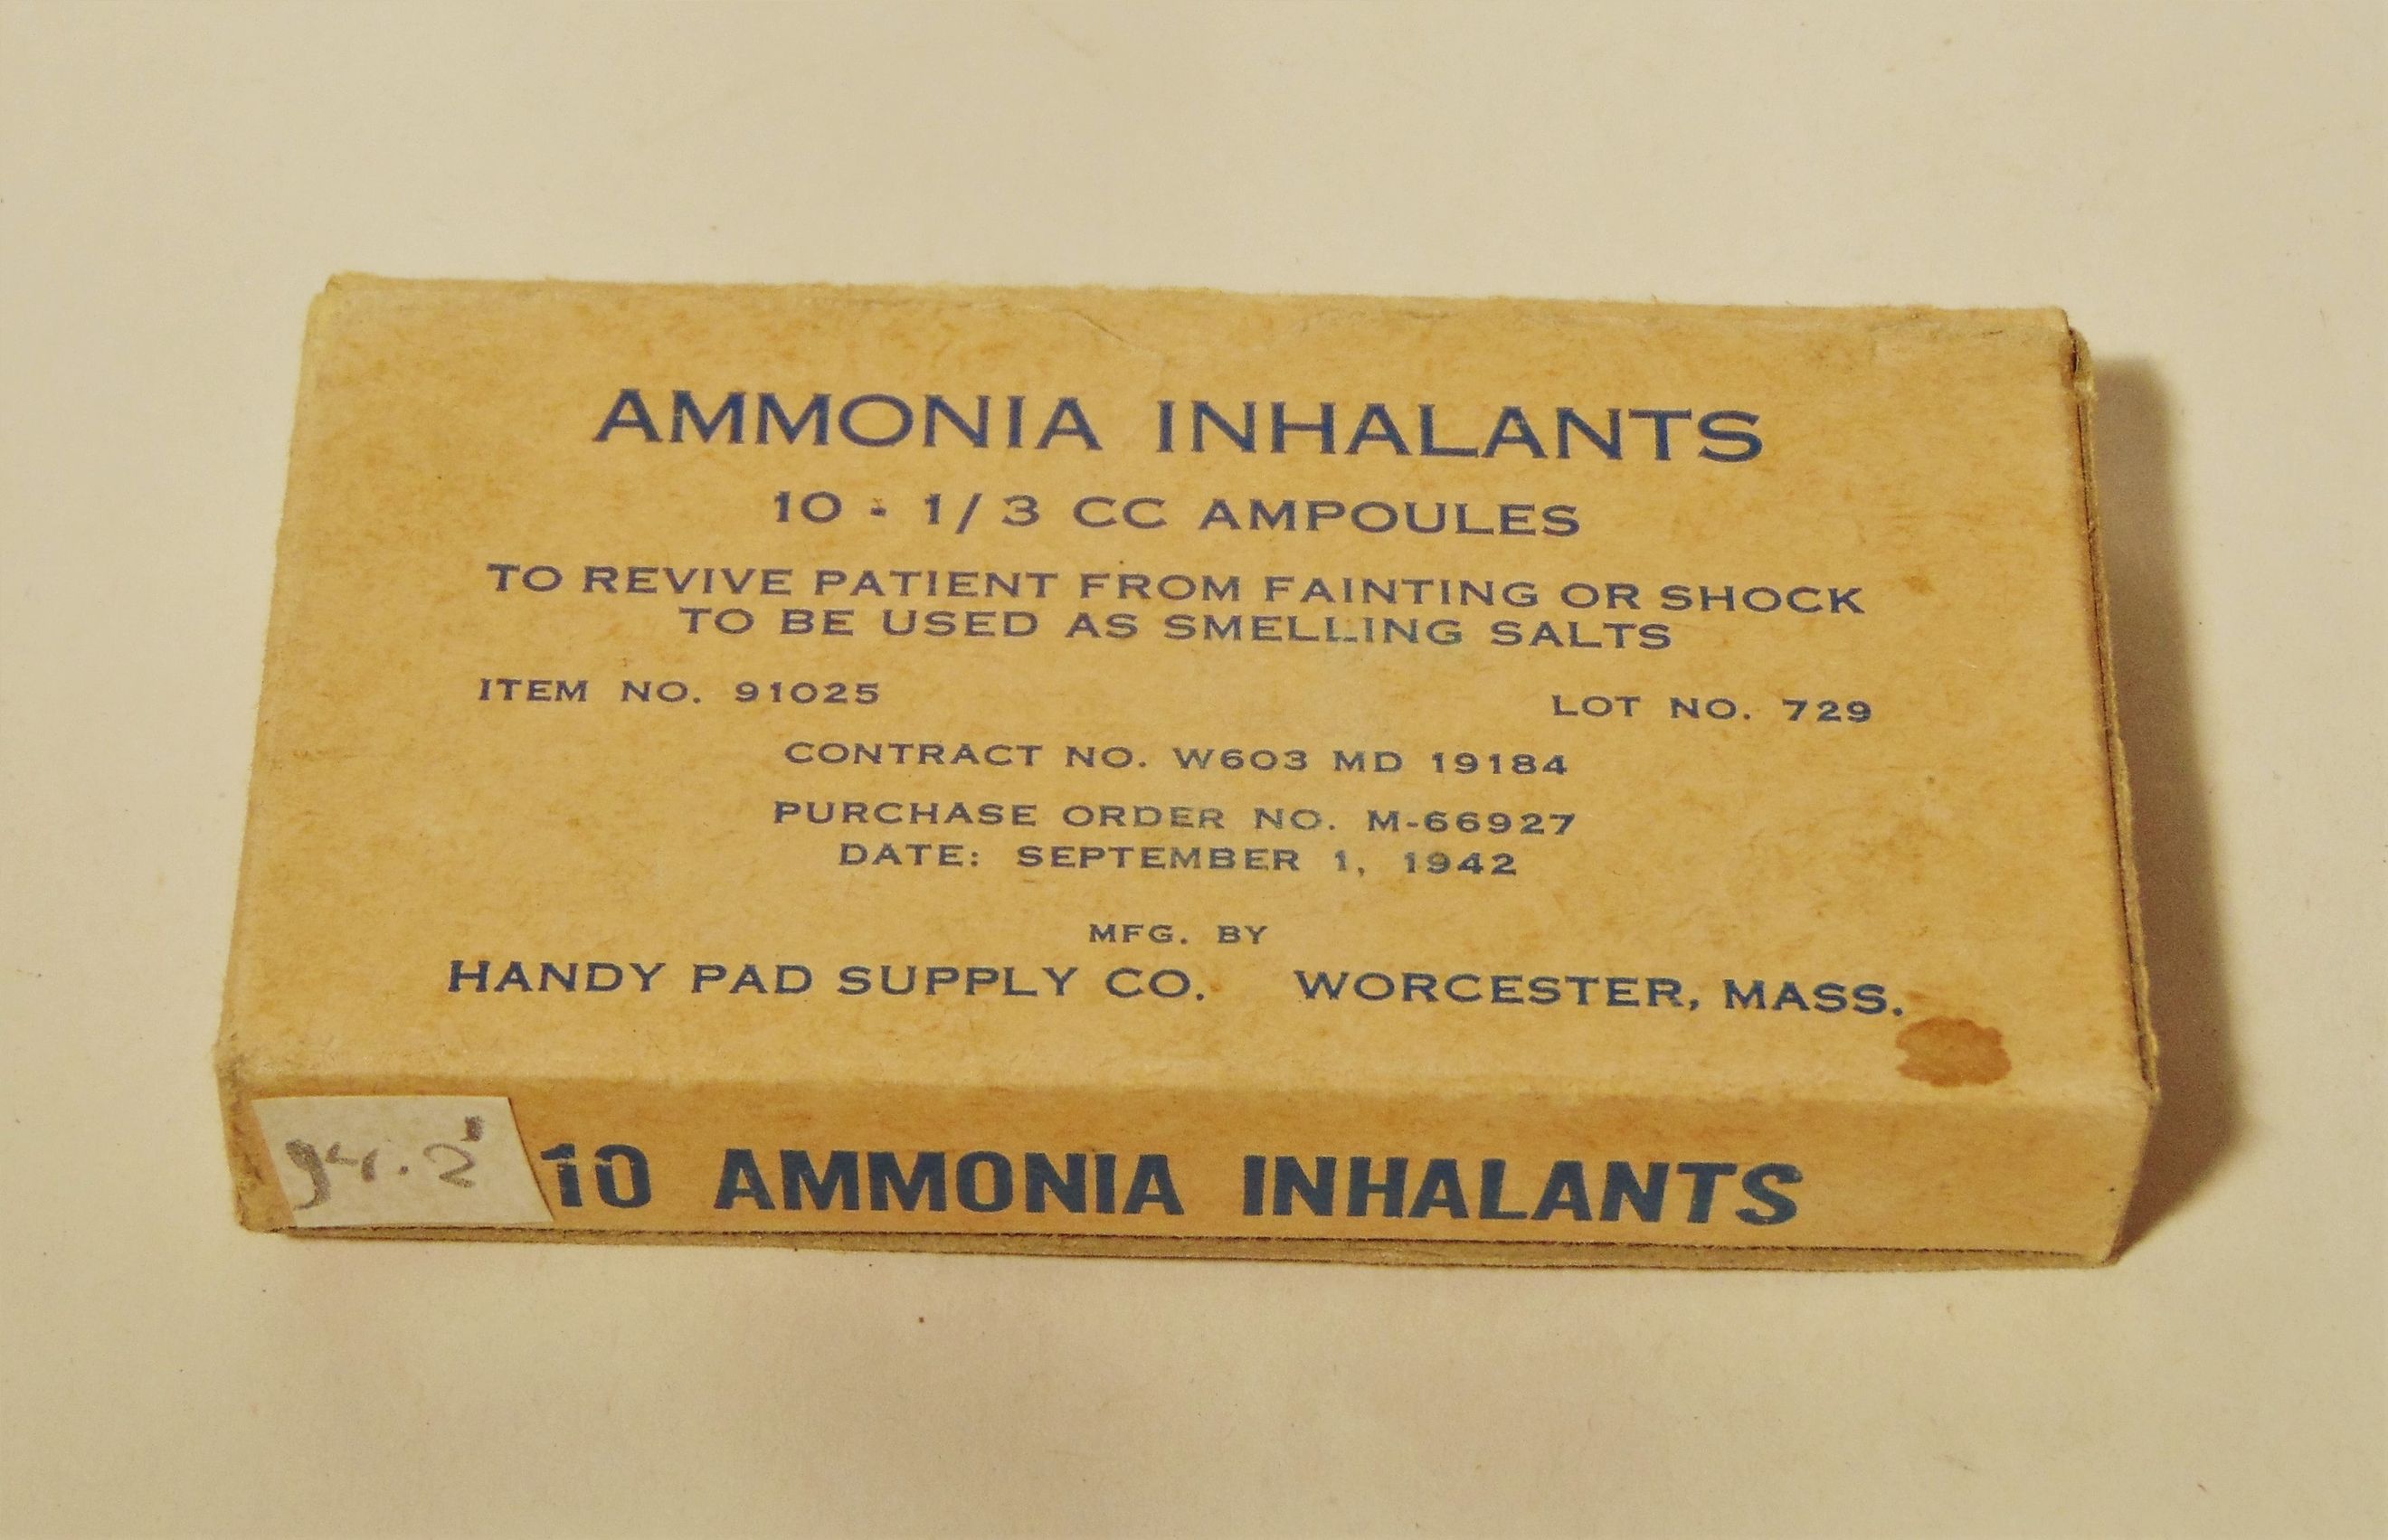 AMMONIA INHALANTS
10 - 1/3 CC AMPOULES
TO REVIVE PATIENT FROM FAINTING OR SHOCK
TO BE USED AS SMELLING SALTS
ITEM NO. 91025 LOT NO. 729
CONTRACT NO. W603 MD 19184
PURCHASE ORDER NO. M-66927
DATE: SEPTEMBER 1, 1942
MFG. BY
HANDY PAD SUPPLY CO. WORCESTER, MASS.
10 AMMONIA INHALANTS